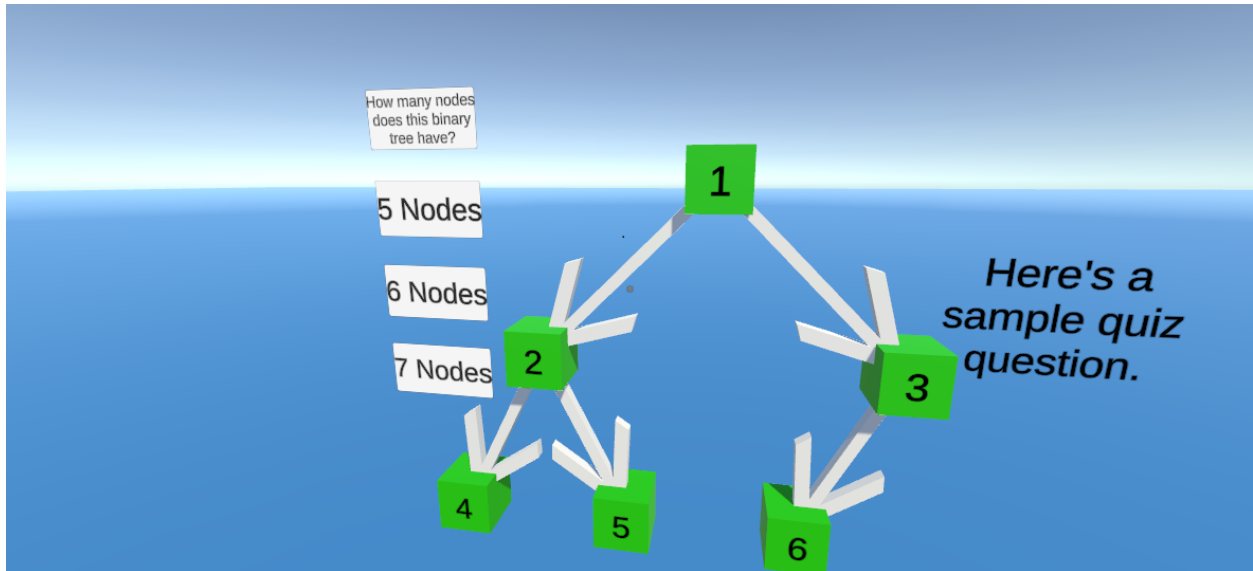 How many nodes
does this binary
tree have?
5 Nodes
6 Nodes
7 Nodes
1
2
3
4
5
6
Here's a
sample quiz
question.